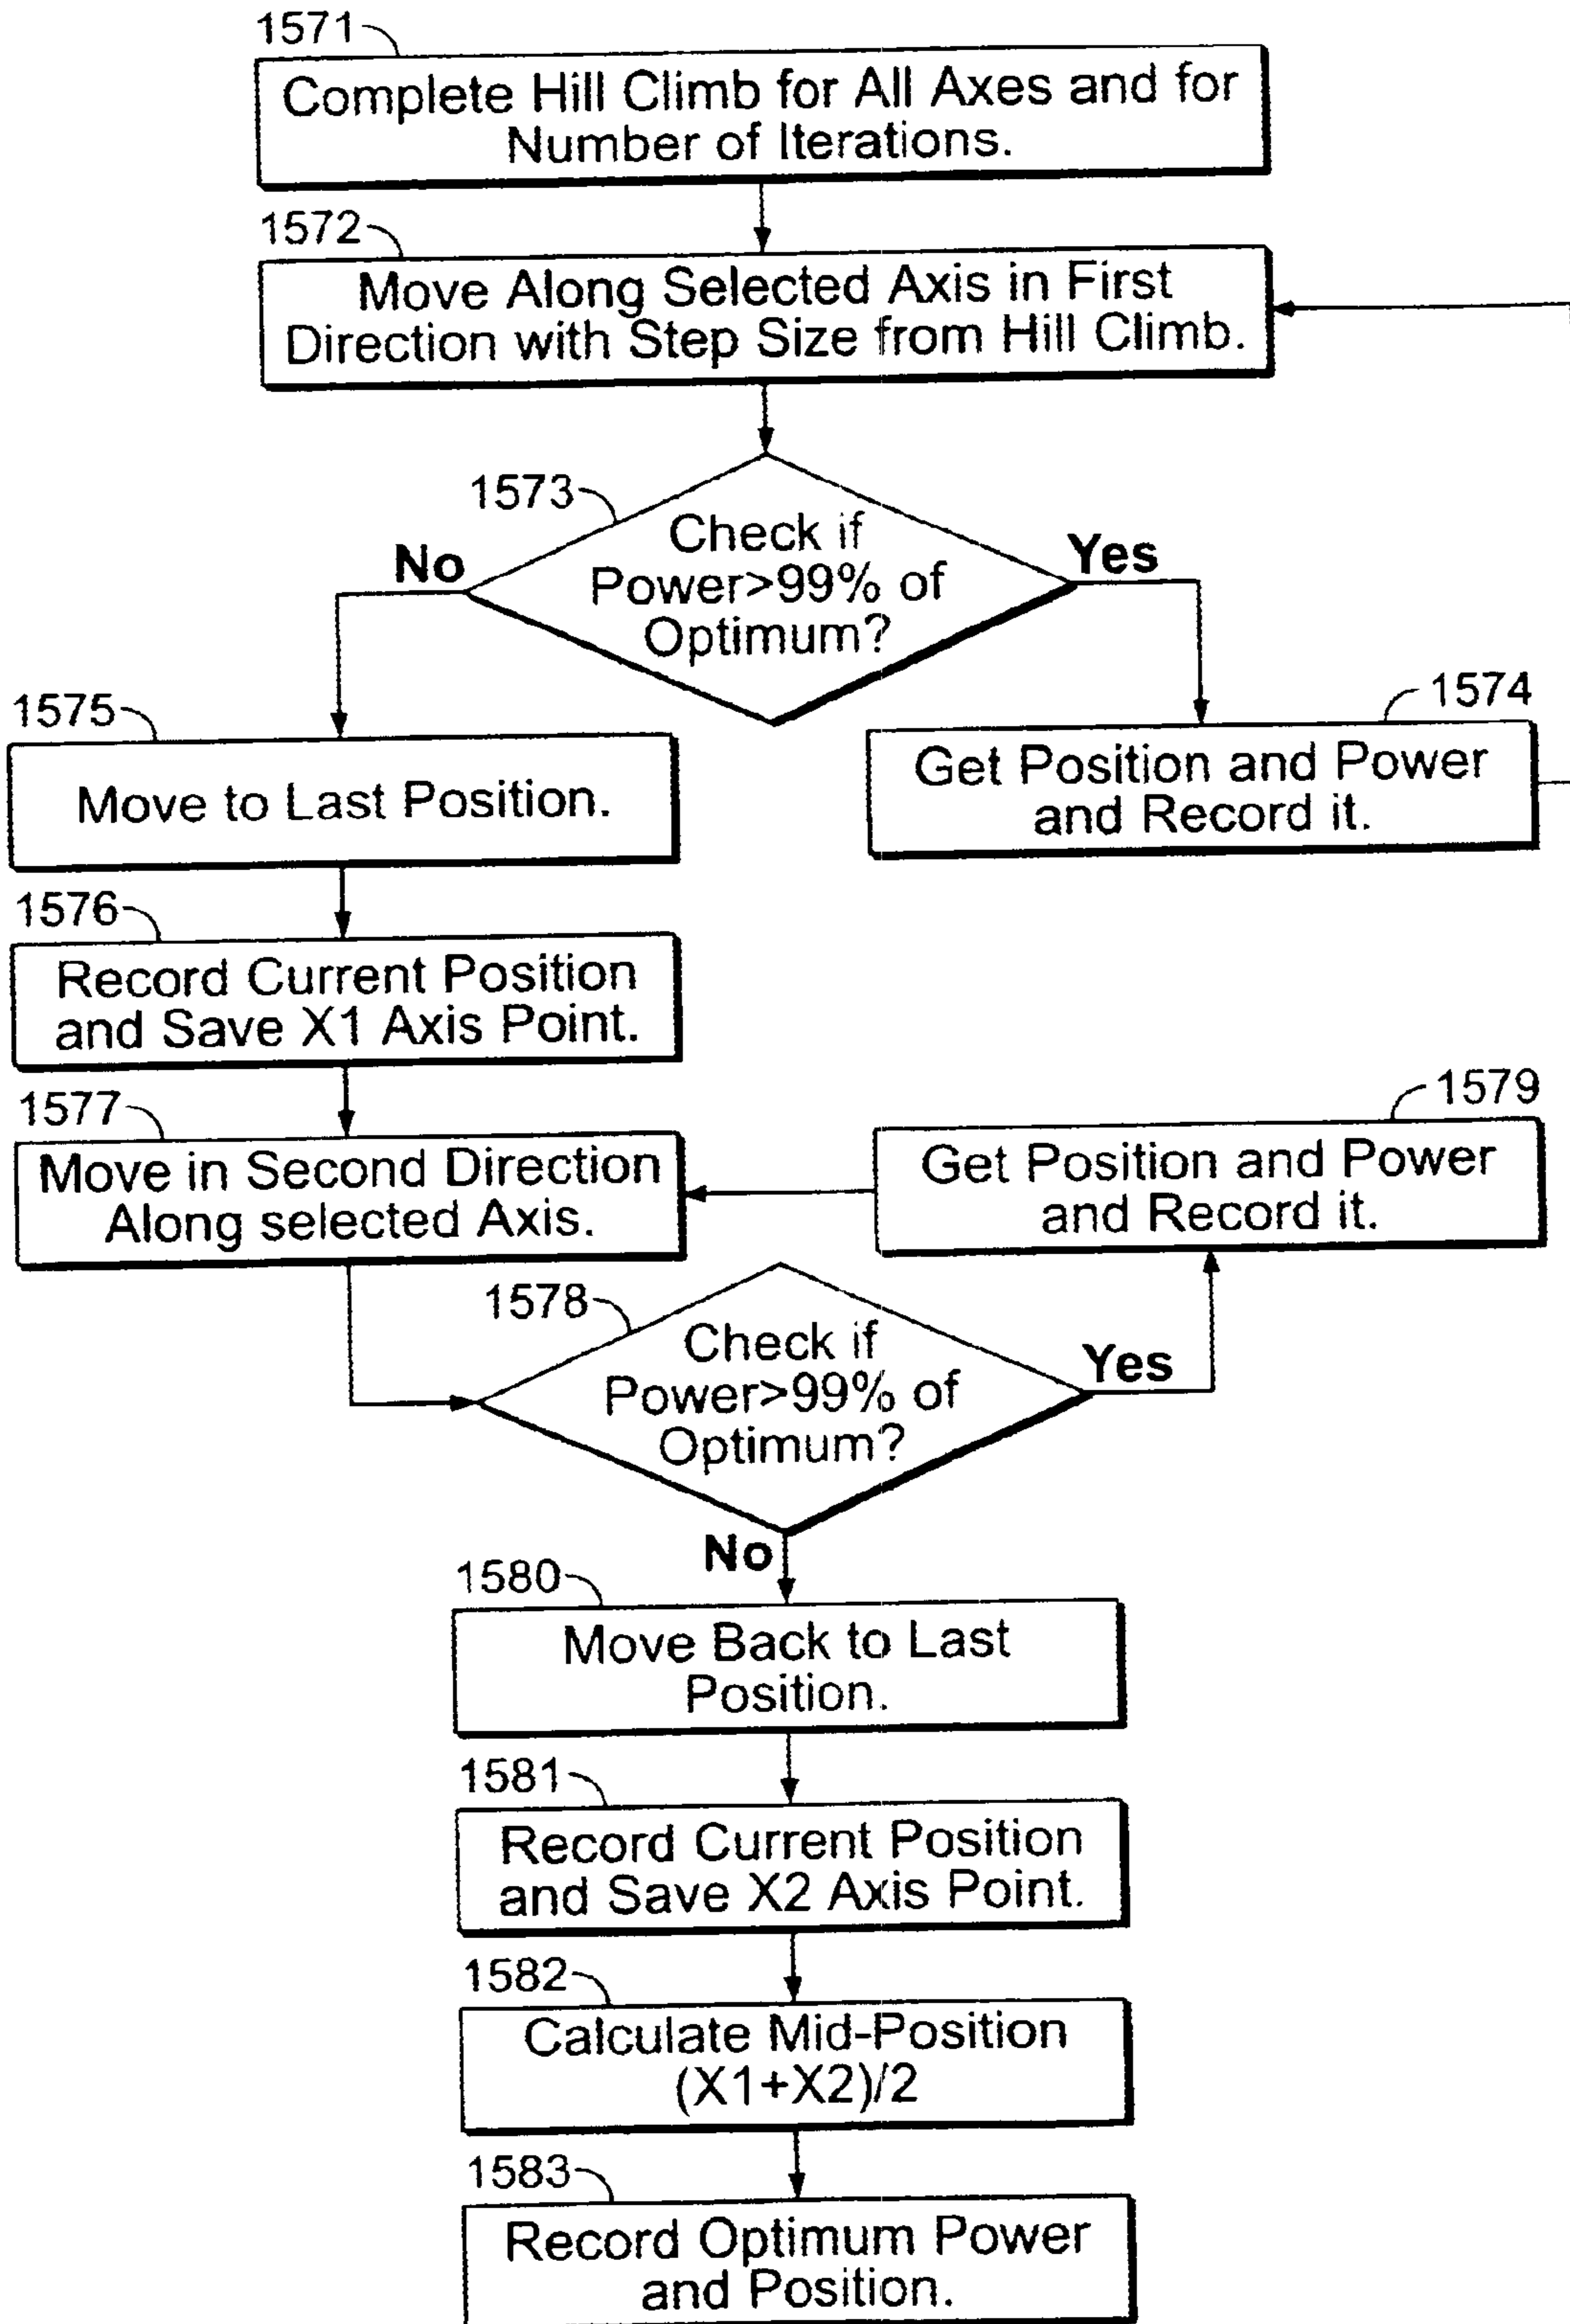 1571
Complete Hill Climb for All Axes and for
Number of Iterations.
1572
Move Along Selected Axis in First
Direction with Step Size from Hill Climb.
1573
Check if
Power>99% of
Optimum?
No
Yes
1575
Move to Last Position.
1574
Get Position and Power
and Record it.
1576
Record Current Position
and Save X1 Axis Point.
1577
Move in Second Direction
Along selected Axis.
1579
Get Position and Power
and Record it.
1578
Check if
Power>99% of
Optimum?
Yes
No
1580
Move Back to Last
Position.
1581
Record Current Position
and Save X2 Axis Point.
1582
Calculate Mid-Position
(X1+X2)/2
1583
Record Optimum Power
and Position.